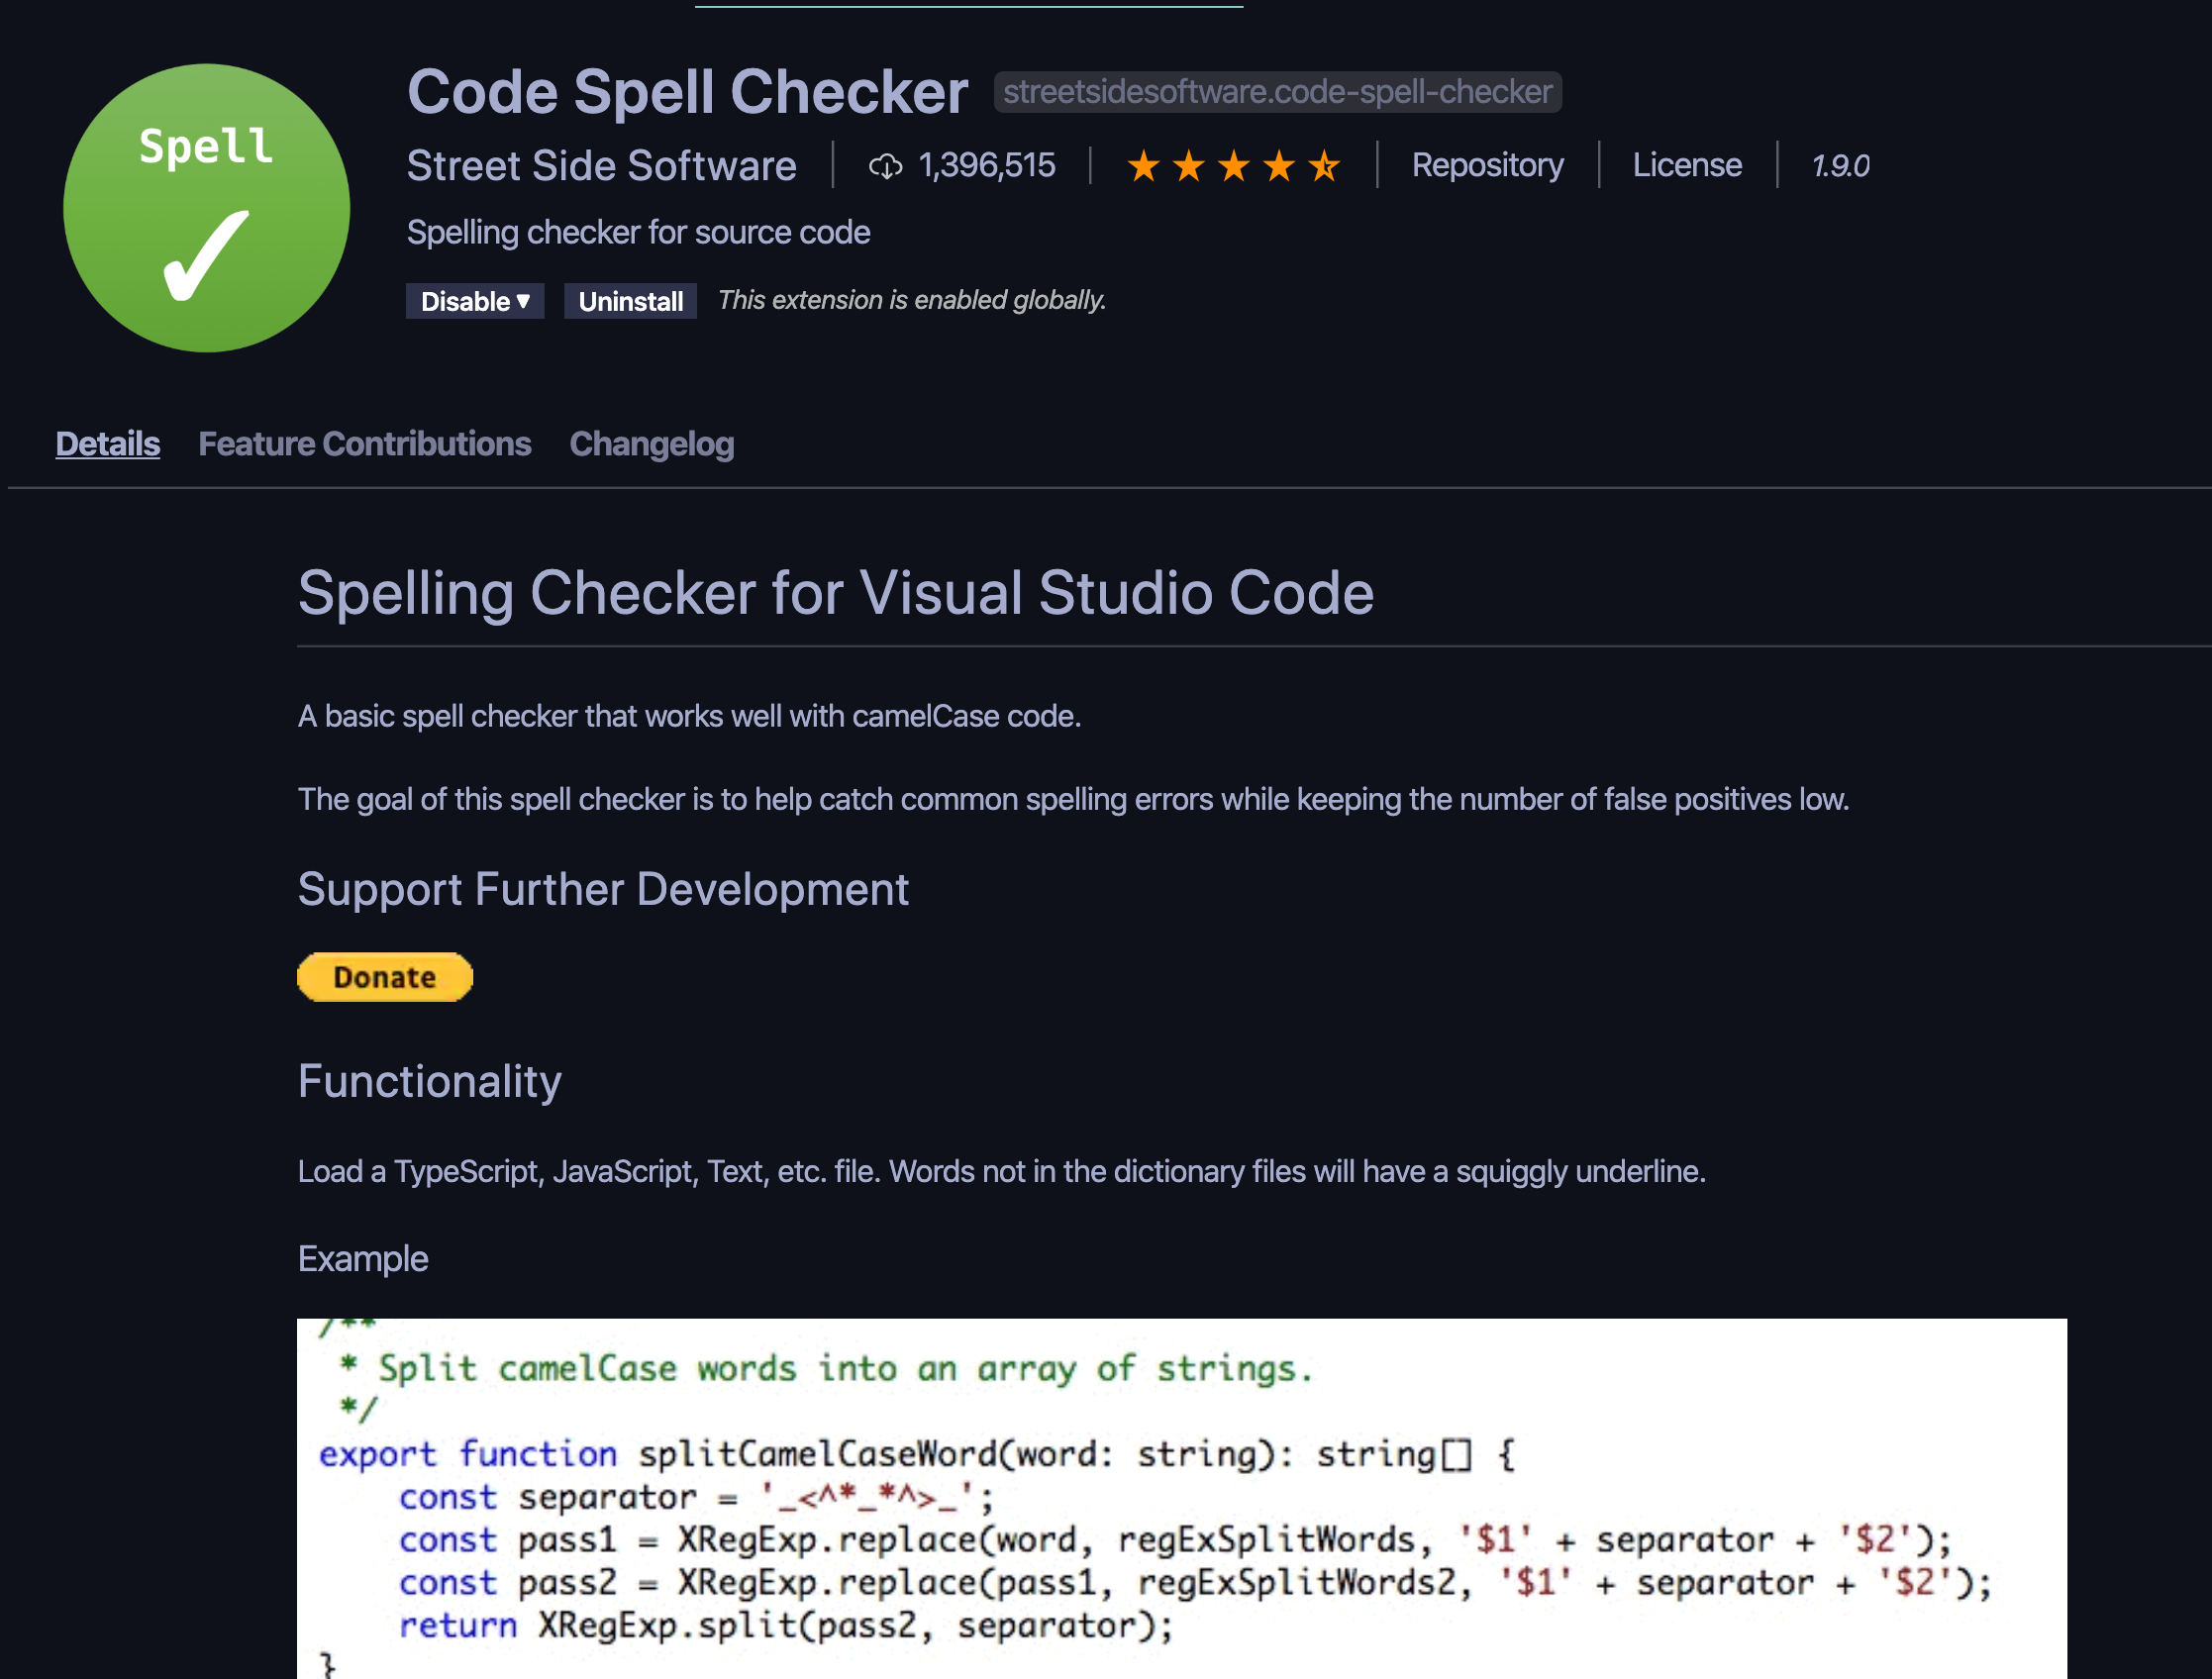 Spell
Code Spell Checker streetsidesoftware.code-spell-checker
Street Side Software 1,396,515 Repository License 1.9.0
Spelling checker for source code
Disable Uninstall This extension is enabled globally.
Details Feature Contributions Changelog
Spelling Checker for Visual Studio Code
A basic spell checker that works well with camelCase code.
The goal of this spell checker is to help catch common spelling errors while keeping the number of false positives low.
Support Further Development
Donate
Functionality
Load a TypeScript, JavaScript, Text, etc. file. Words not in the dictionary files will have a squiggly underline.
Example
/**
* Split camelCase words into an array of strings.
*/
export function splitCamelCaseWord(word: string): string[] {
const separator = '_<^*_*^>_';
const pass1 = XRegExp.replace(word, regExSplitWords, '$1' + separator + '$2');
const pass2 = XRegExp.replace(pass1, regExSplitWords2, '$1' + separator + '$2');
return XRegExp.split(pass2, separator);
}